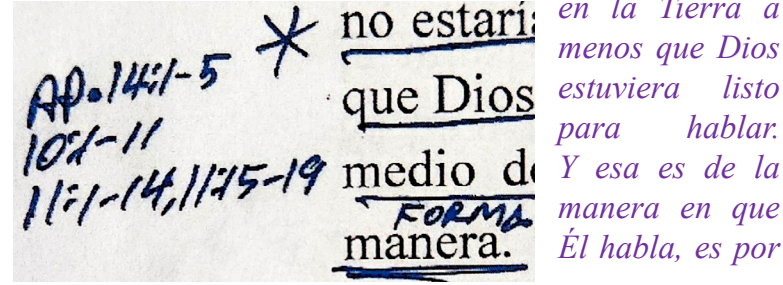 AP. 14:1-5
10:1-11
11:1-14, 11:15-19
no estarí
que Dios
medio d
FORMA
manera.
en la Tierra a
menos que Dios
estuviera listo
para hablar.
Y esa es de la
manera en que
Él habla, es por